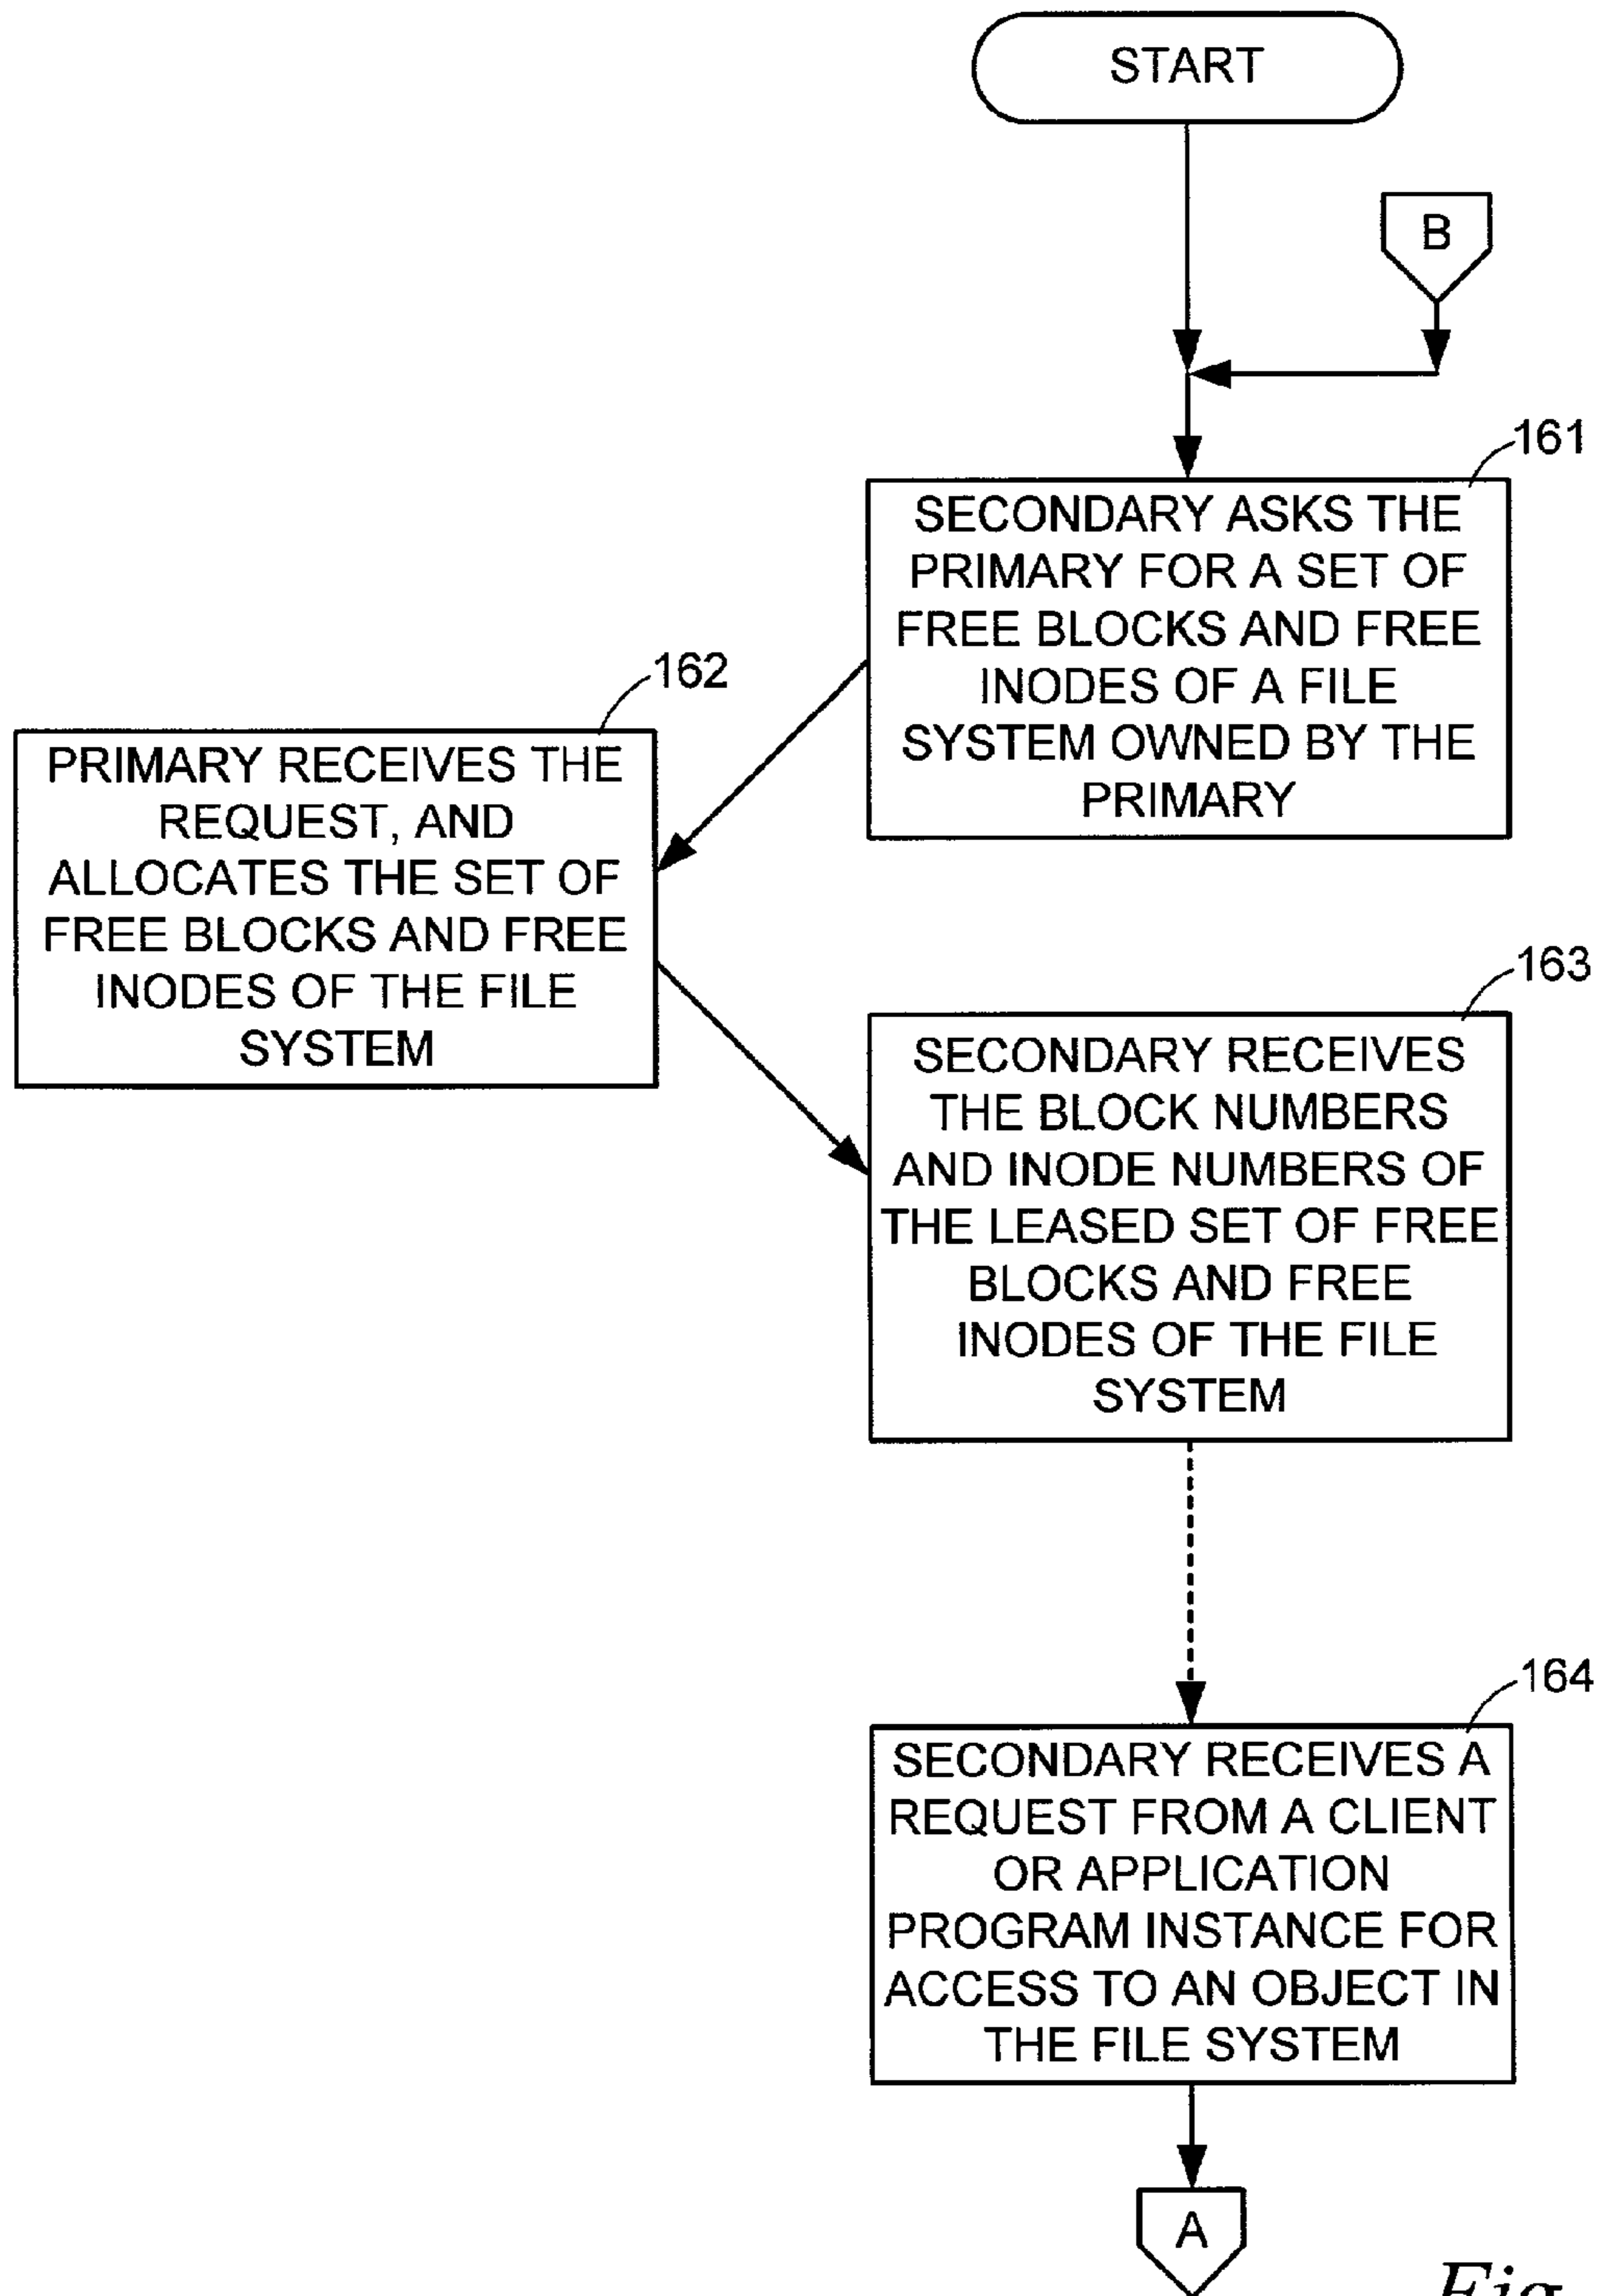 START
B
161
SECONDARY ASKS THE
PRIMARY FOR A SET OF
FREE BLOCKS AND FREE
INODES OF A FILE
SYSTEM OWNED BY THE
PRIMARY
162
PRIMARY RECEIVES THE
REQUEST, AND
ALLOCATES THE SET OF
FREE BLOCKS AND FREE
INODES OF THE FILE
SYSTEM
163
SECONDARY RECEIVES
THE BLOCK NUMBERS
AND INODE NUMBERS OF
THE LEASED SET OF FREE
BLOCKS AND FREE
INODES OF THE FILE
SYSTEM
164
SECONDARY RECEIVES A
REQUEST FROM A CLIENT
OR APPLICATION
PROGRAM INSTANCE FOR
ACCESS TO AN OBJECT IN
THE FILE SYSTEM
A
Fig